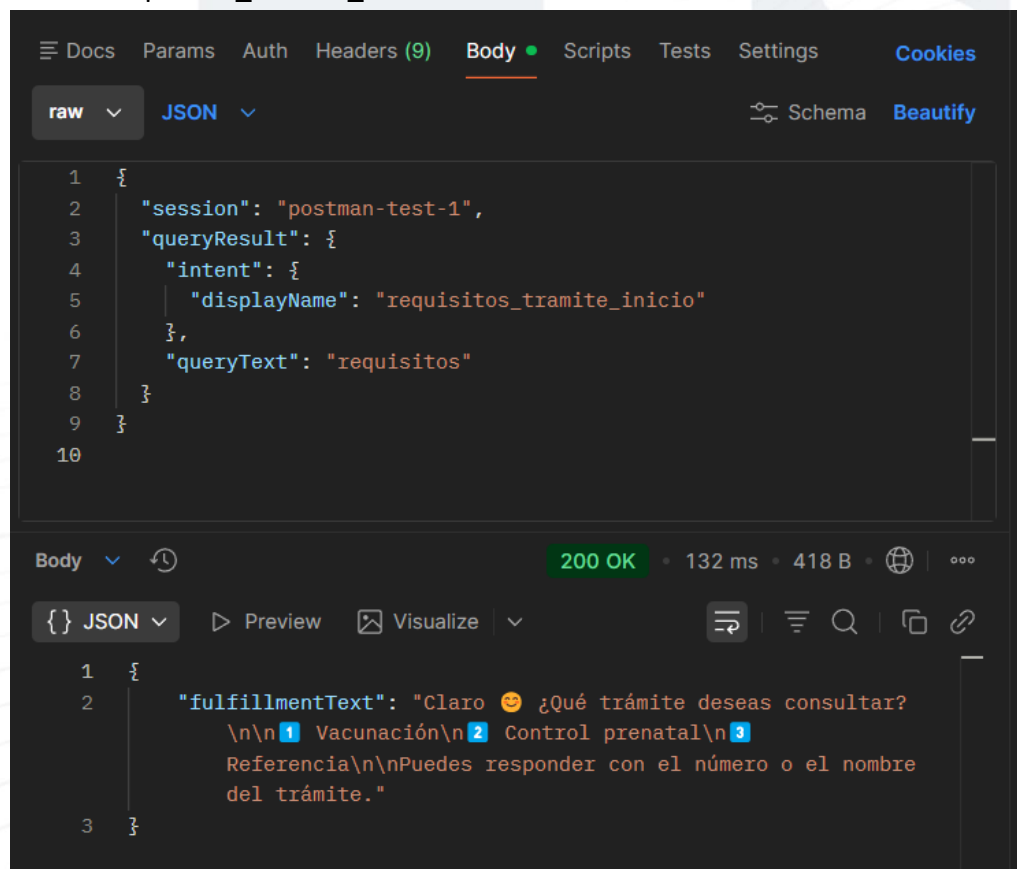 Docs Params Auth Headers (9) Body Scripts Tests Settings Cookies
raw JSON Schema Beautify
1 {
2 "session": "postman-test-1",
3 "queryResult": {
4 "intent": {
5 "displayName": "requisitos_tramite_inicio"
6 },
7 "queryText": "requisitos"
8 }
9 }
10
Body 200 OK • 132 ms • 418 B •
{} JSON Preview Visualize
1 {
2 "fulfillmentText": "Claro 😊 ¿Qué trámite deseas consultar?
\n\n1️⃣ Vacunación\n2️⃣ Control prenatal\n3️⃣
Referencia\n\nPuedes responder con el número o el nombre
del trámite."
3 }